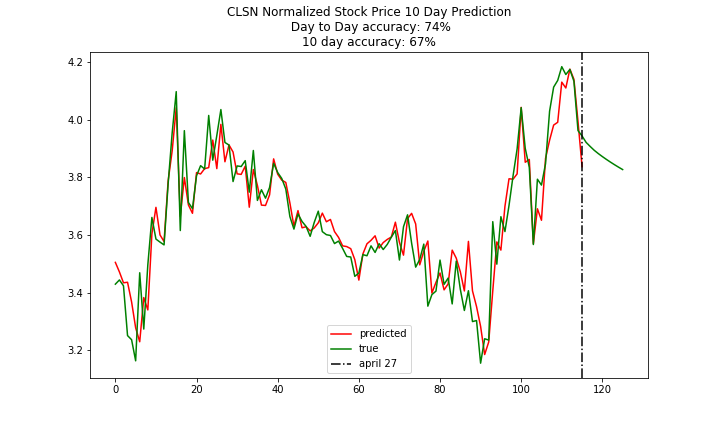 CLSN Normalized Stock Price 10 Day Prediction
Day to Day accuracy: 74%
10 day accuracy: 67%
4.2
4.0
3.8
3.6
3.4
3.2
predicted
true
april 27
0 20 40 60 80 100 120